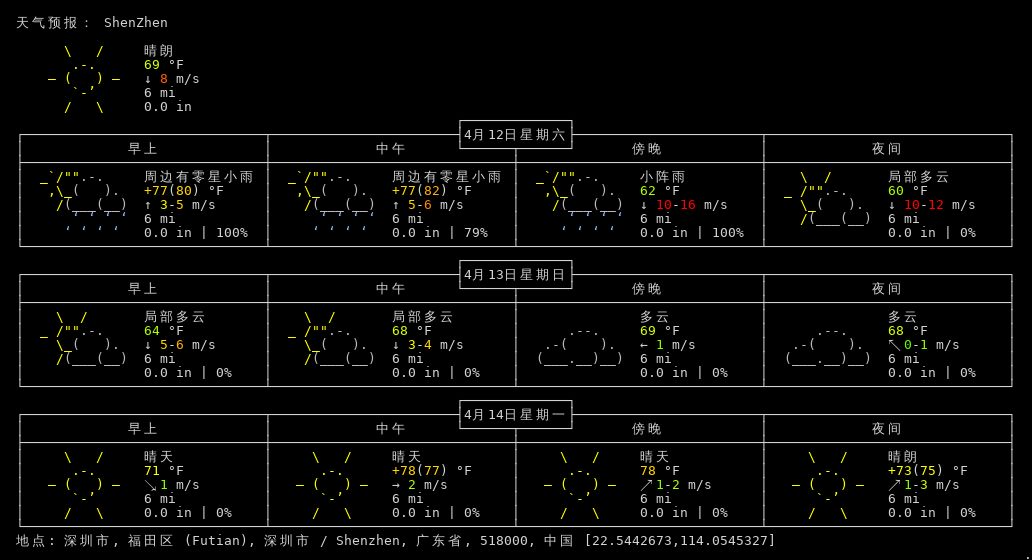 天气预报： ShenZhen
晴朗
69 °F
↓ 8 m/s
6 mi
0.0 in
4月12日星期六
早上 中午 傍晚 夜间
周边有零星小雨 周边有零星小雨 小阵雨 局部多云
+77(80) °F +77(82) °F 62 °F 60 °F
↑ 3-5 m/s ↑ 5-6 m/s ↓ 10-16 m/s ↓ 10-12 m/s
6 mi 6 mi 6 mi 6 mi
0.0 in | 100% 0.0 in | 79% 0.0 in | 100% 0.0 in | 0%
4月13日星期日
早上 中午 傍晚 夜间
局部多云 局部多云 多云 多云
64 °F 68 °F 69 °F 68 °F
↓ 5-6 m/s ↓ 3-4 m/s ← 1 m/s ↖ 0-1 m/s
6 mi 6 mi 6 mi 6 mi
0.0 in | 0% 0.0 in | 0% 0.0 in | 0% 0.0 in | 0%
4月14日星期一
早上 中午 傍晚 夜间
晴天 晴天 晴天 晴朗
71 °F +78(77) °F 78 °F +73(75) °F
↘ 1 m/s → 2 m/s ↗ 1-2 m/s ↗ 1-3 m/s
6 mi 6 mi 6 mi 6 mi
0.0 in | 0% 0.0 in | 0% 0.0 in | 0% 0.0 in | 0%
地点: 深圳市, 福田区 (Futian), 深圳市 / Shenzhen, 广东省, 518000, 中国 [22.5442673,114.0545327]